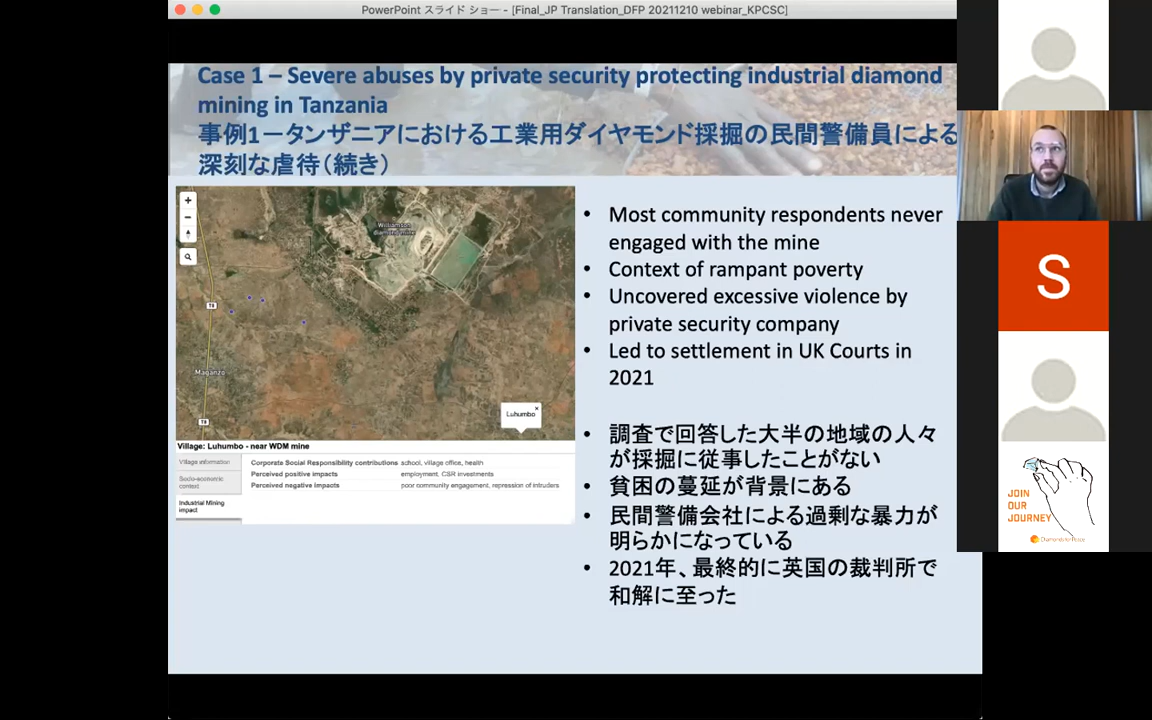 PowerPoint スライド ショー - [Final_JP Translation_DFP 20211210 webinar_KPCSC]
Case 1 – Severe abuses by private security protecting industrial diamond
mining in Tanzania
事例1－タンザニアにおける工業用ダイヤモンド採掘の民間警備員による
深刻な虐待（続き）
Williamson
diamond mine
T8
Maganzo
T8
Luhumbo
Village: Luhumbo - near WDM mine
Village information
Socio-economic
context
Industrial Mining
impact
Corporate Social Responsibility contributions school, village office, health
Perceived positive impacts employment, CSR investments
Perceived negative impacts poor community engagement, repression of intruders
• Most community respondents never
engaged with the mine
• Context of rampant poverty
• Uncovered excessive violence by
private security company
• Led to settlement in UK Courts in
2021
• 調査で回答した大半の地域の人々
が採掘に従事したことがない
• 貧困の蔓延が背景にある
• 民間警備会社による過剰な暴力が
明らかになっている
• 2021年、最終的に英国の裁判所で
和解に至った
S
JOIN
OUR
JOURNEY
Diamonds for Peace